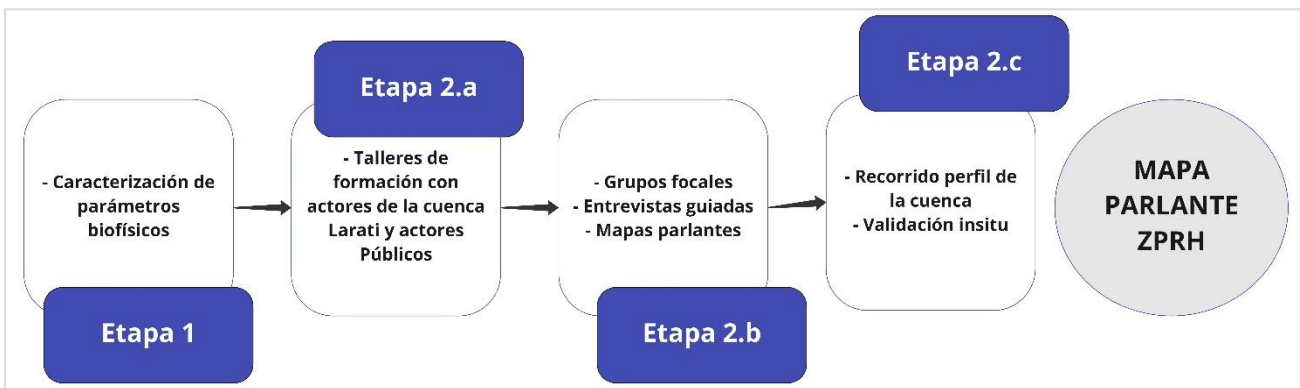 - Caracterización de
parámetros
biofísicos
Etapa 1
Etapa 2.a
- Talleres de
formación con
actores de la cuenca
Larati y actores
Públicos
- Grupos focales
- Entrevistas guiadas
- Mapas parlantes
Etapa 2.b
Etapa 2.c
- Recorrido perfil de
la cuenca
- Validación insitu
MAPA
PARLANTE
ZPRH